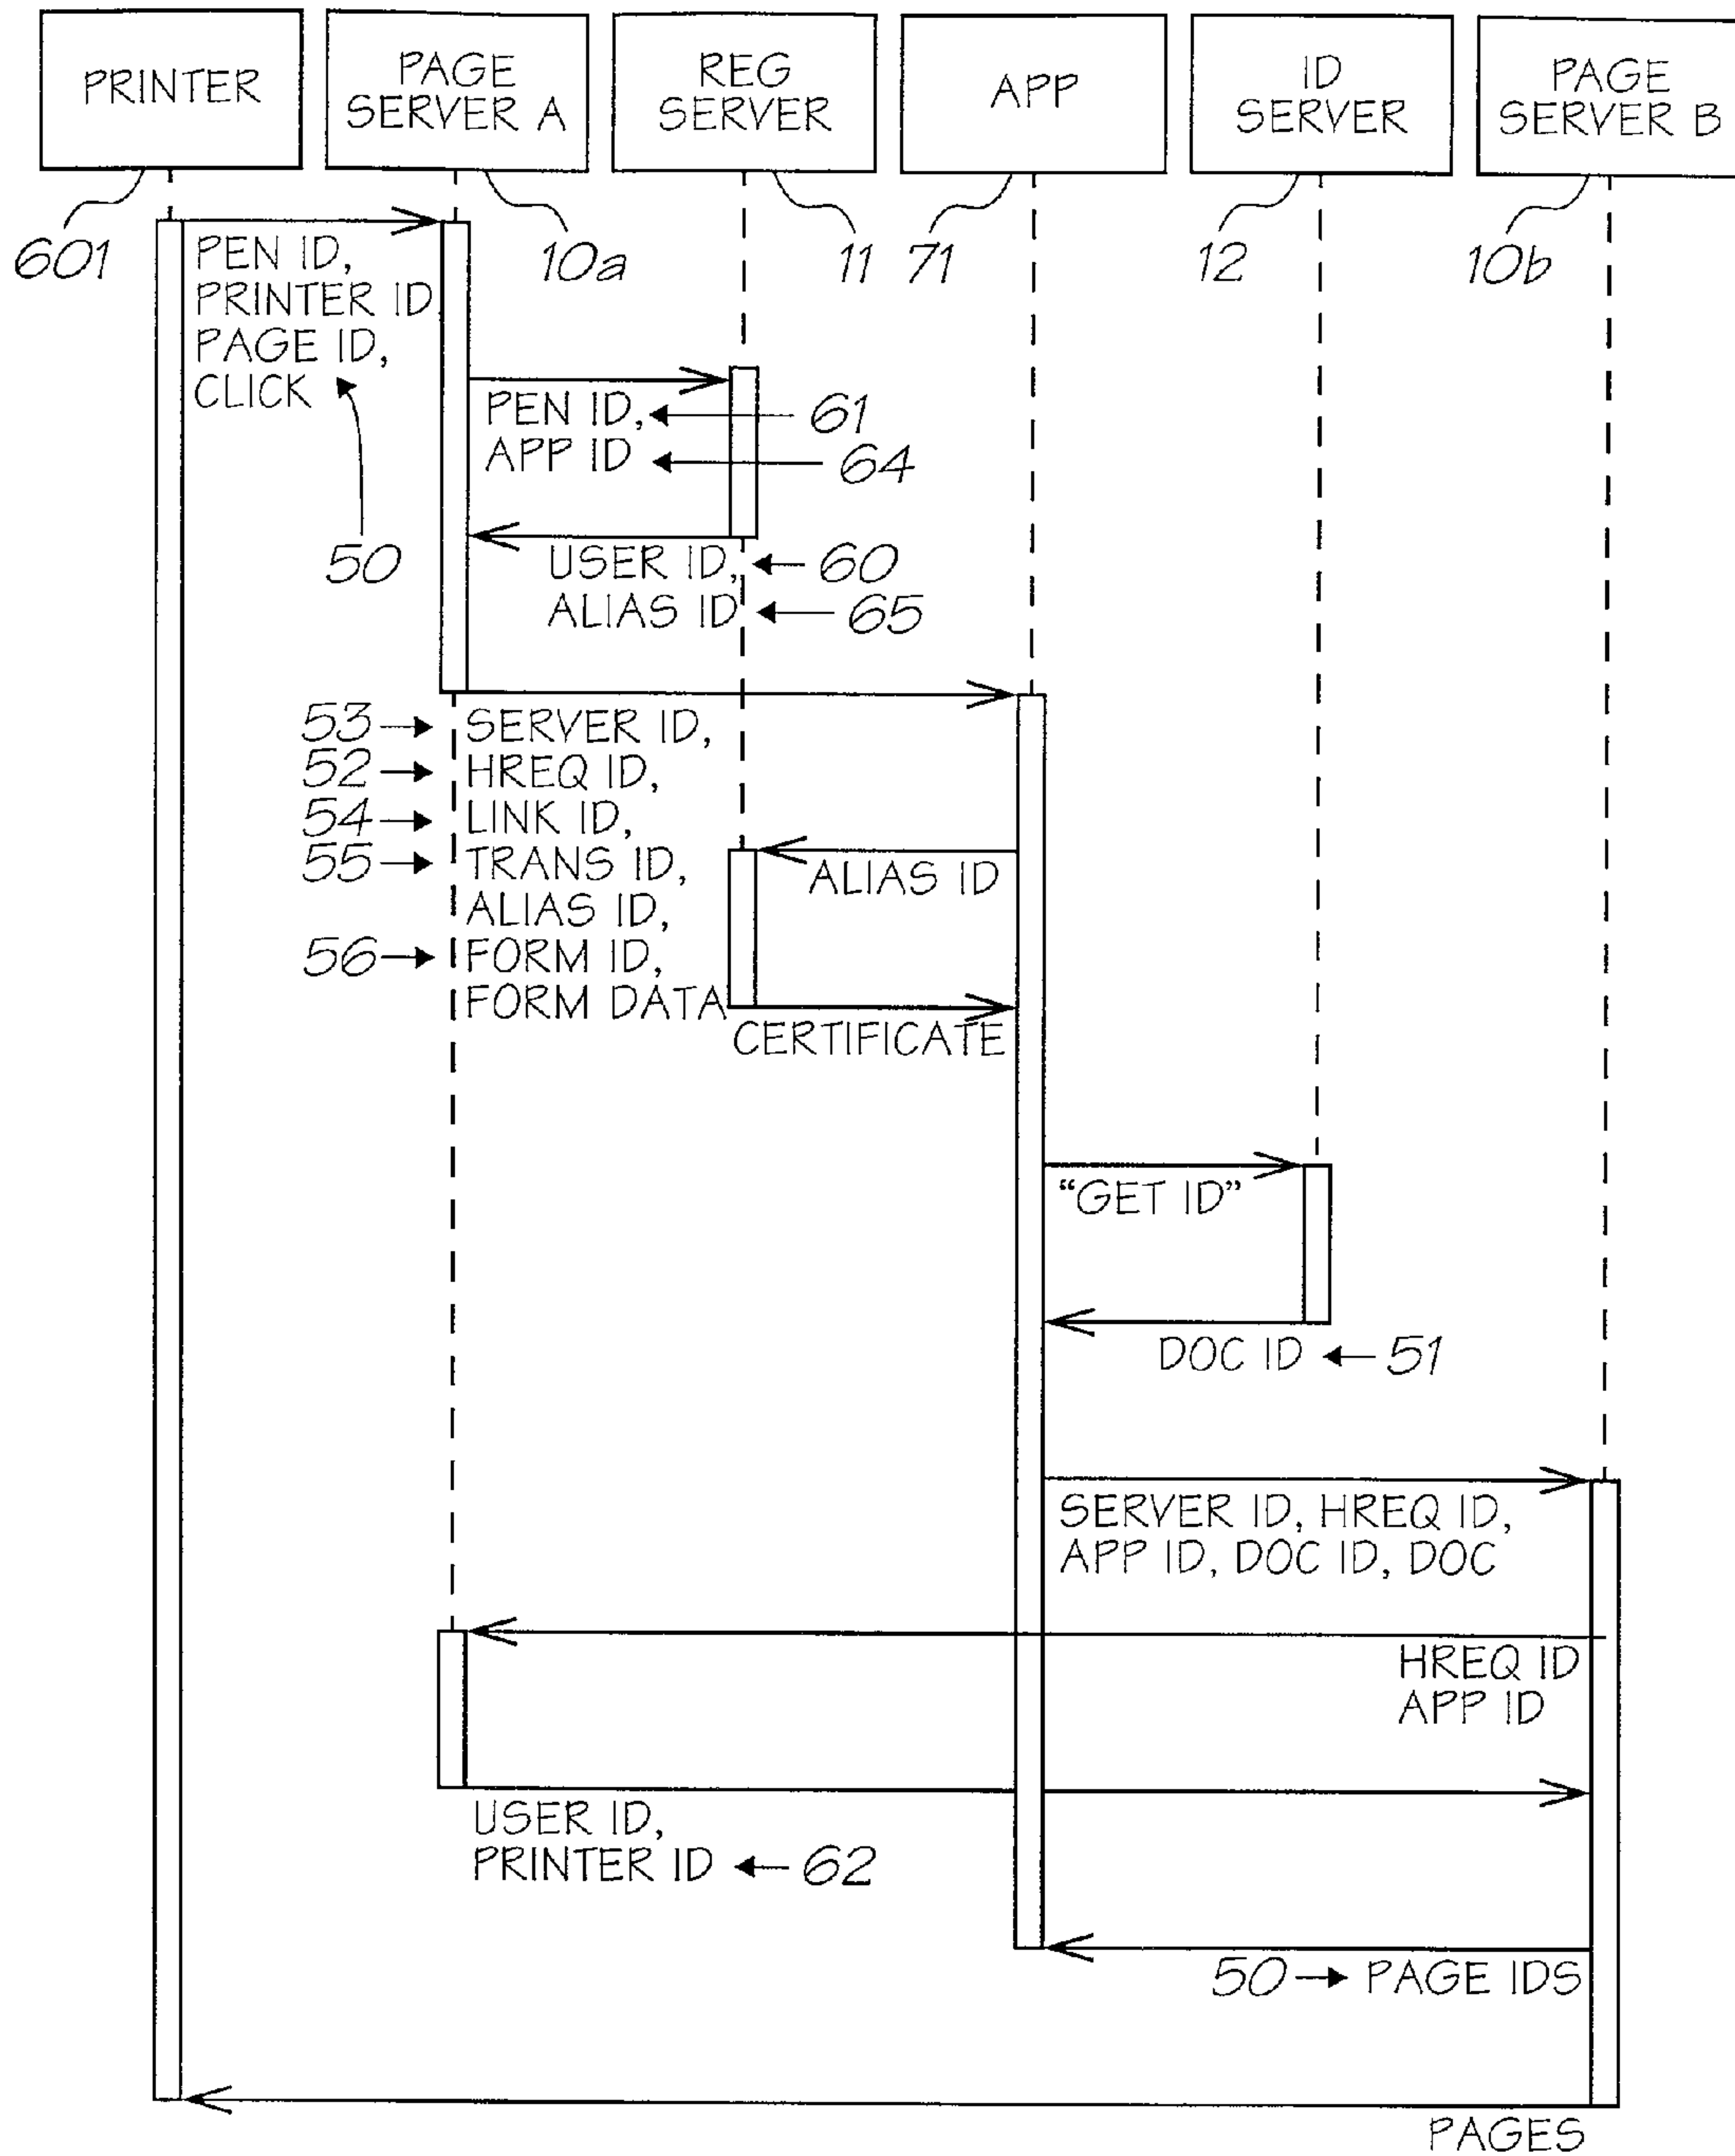 PRINTER
PAGE
SERVER A
REG
SERVER
APP
ID
SERVER
PAGE
SERVER B
601
10a
11
71
12
10b
PEN ID,
PRINTER ID
PAGE ID,
CLICK
50
PEN ID,
61
APP ID
64
USER ID,
60
ALIAS ID
65
53
SERVER ID,
52
HREQ ID,
54
LINK ID,
55
TRANS ID,
ALIAS ID,
56
FORM ID,
FORM DATA
ALIAS ID
CERTIFICATE
“GET ID”
DOC ID
51
SERVER ID, HREQ ID,
APP ID, DOC ID, DOC
HREQ ID
APP ID
USER ID,
PRINTER ID
62
50
PAGE IDS
PAGES